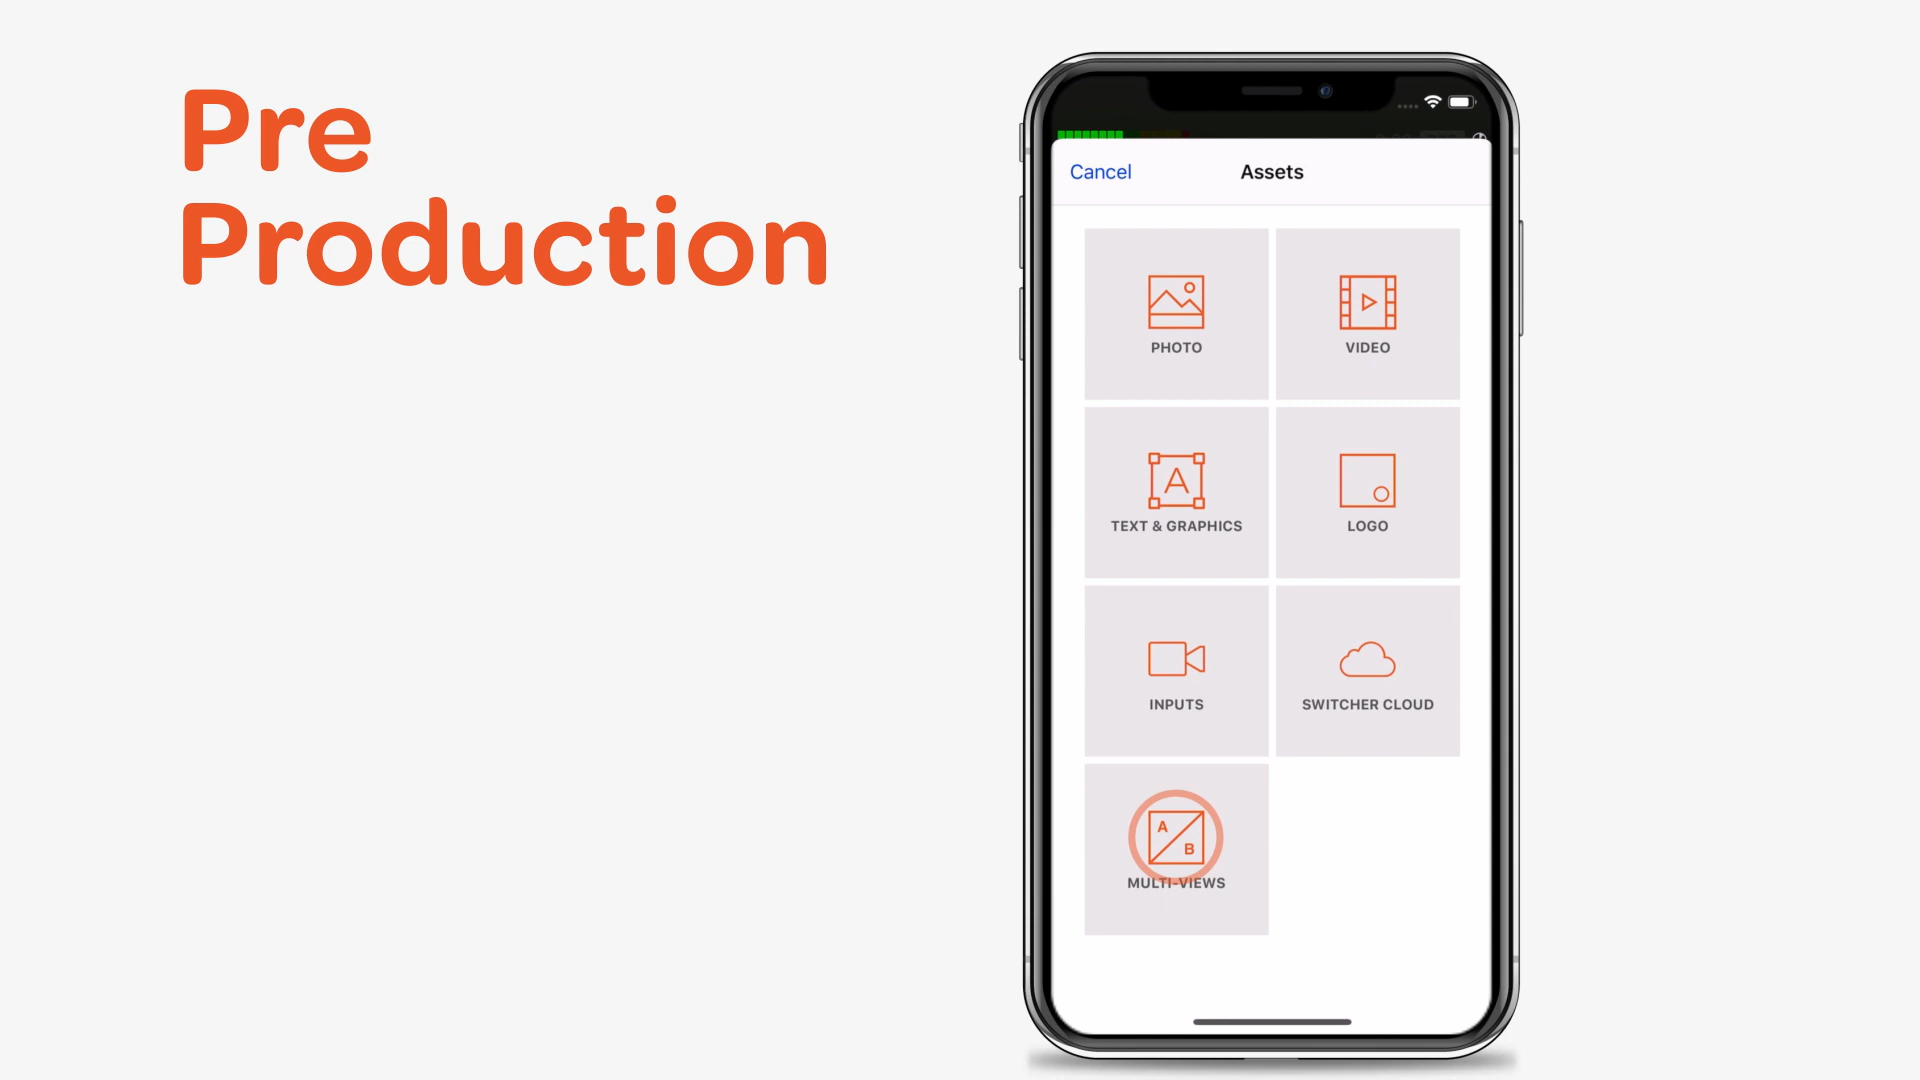 Pre
Production
Cancel
Assets
PHOTO
VIDEO
TEXT & GRAPHICS
LOGO
INPUTS
SWITCHER CLOUD
A
B
MULTI-VIEWS